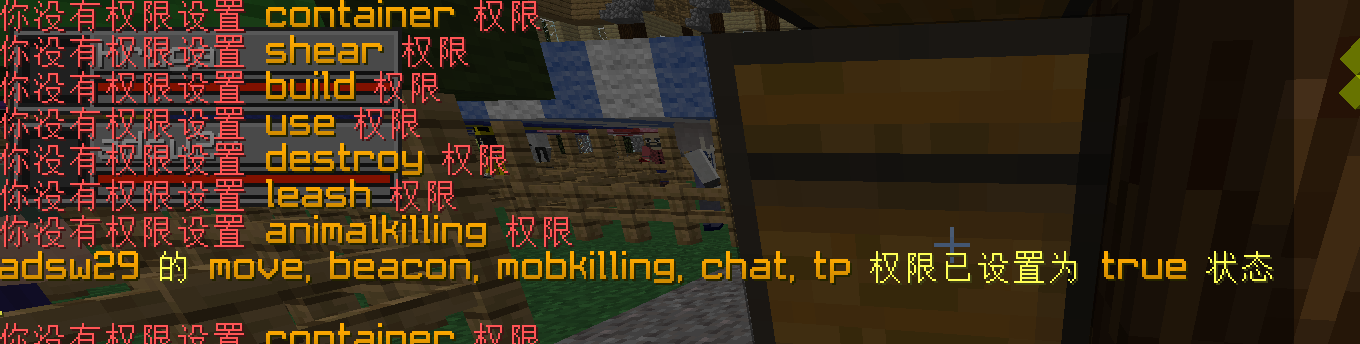 你没有权限设置 container 权限
你没有权限设置 shear 权限
你没有权限设置 build 权限
你没有权限设置 use 权限
你没有权限设置 destroy 权限
你没有权限设置 leash 权限
你没有权限设置 animalkilling 权限
adsw29 的 move, beacon, mobkilling, chat, tp 权限已设置为 true 状态
你没有权限设置 container 权限